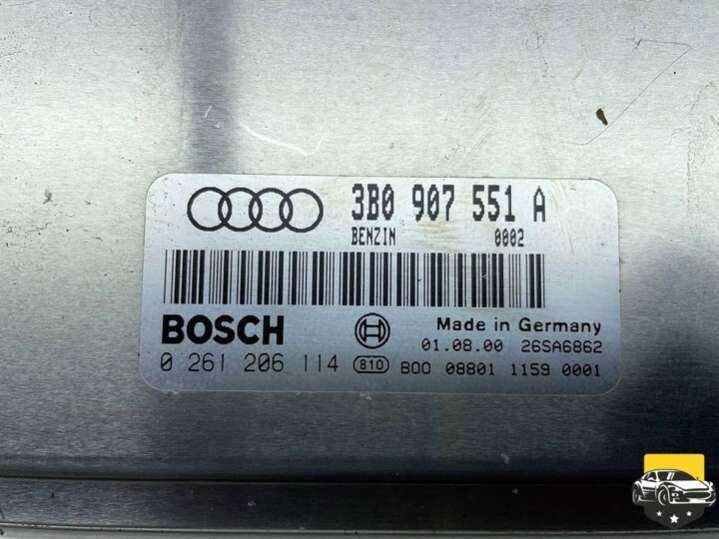 3B0 907 551 A
BENZIN 0002
BOSCH
Made in Germany
01.08.00 26SA6862
0 261 206 114 810 B00 08801 1159 0001